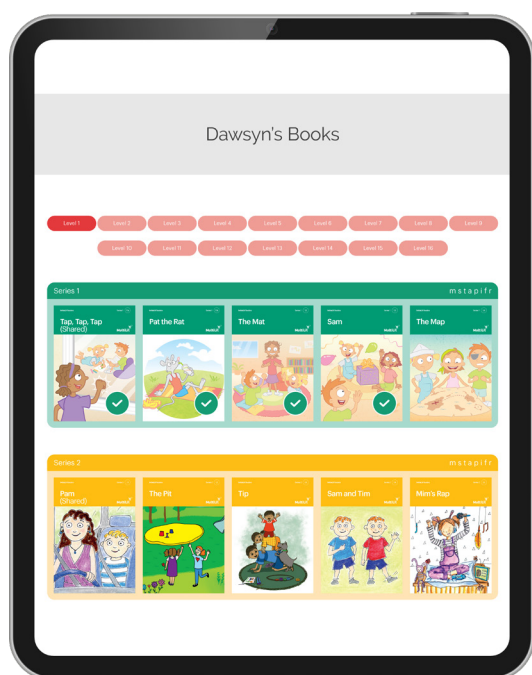 Dawsyn's Books
Level 1 Level 2 Level 3 Level 4 Level 5 Level 6 Level 7 Level 8 Level 9
Level 10 Level 11 Level 12 Level 13 Level 14 Level 15 Level 16
Series 1 m s t a p i f r
Tap, Tap, Tap
(Shared)
Pat the Rat
The Mat
Sam
The Map
Series 2 m s t a p i f r
Pam
(Shared)
The Pit
Tip
Sam and Tim
Mim's Rap